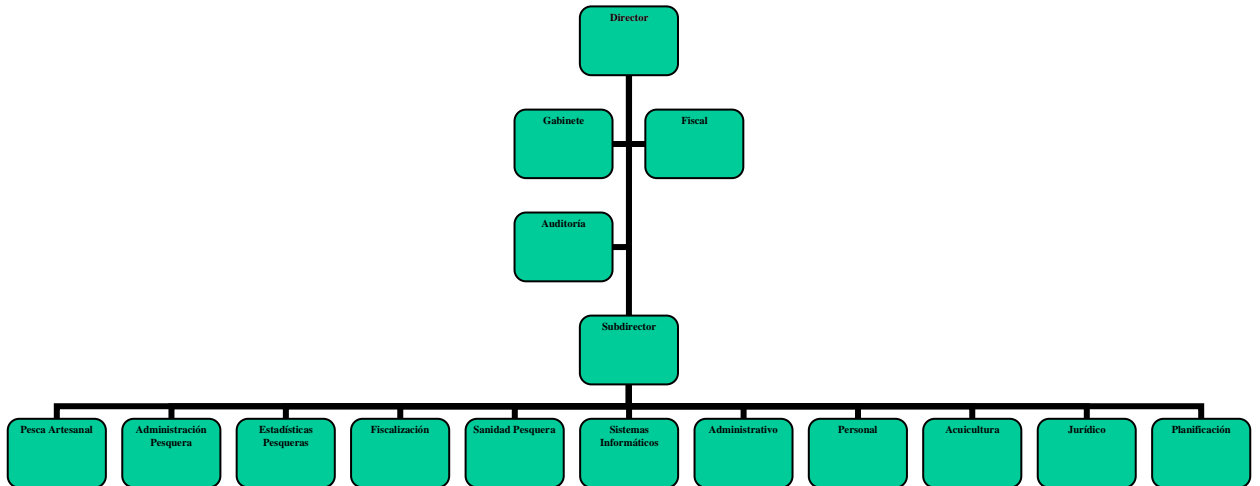 Director
Gabinete
Fiscal
Auditoría
Subdirector
Pesca Artesanal
Administración
Pesquera
Estadísticas
Pesqueras
Fiscalización
Sanidad Pesquera
Sistemas
Informáticos
Administrativo
Personal
Acuicultura
Jurídico
Planificación